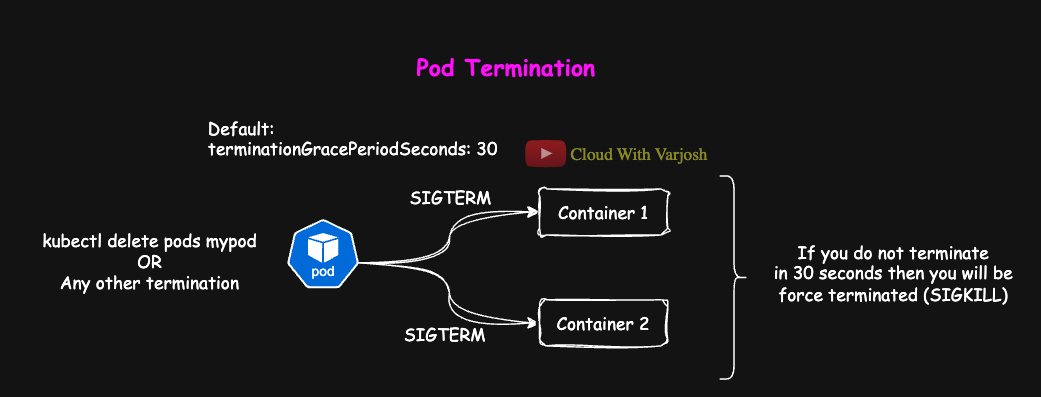 Pod Termination
Default:
terminationGracePeriodSeconds: 30
Cloud With Varjosh
SIGTERM
Container 1
kubectl delete pods mypod
OR
Any other termination
pod
If you do not terminate
in 30 seconds then you will be
force terminated (SIGKILL)
Container 2
SIGTERM